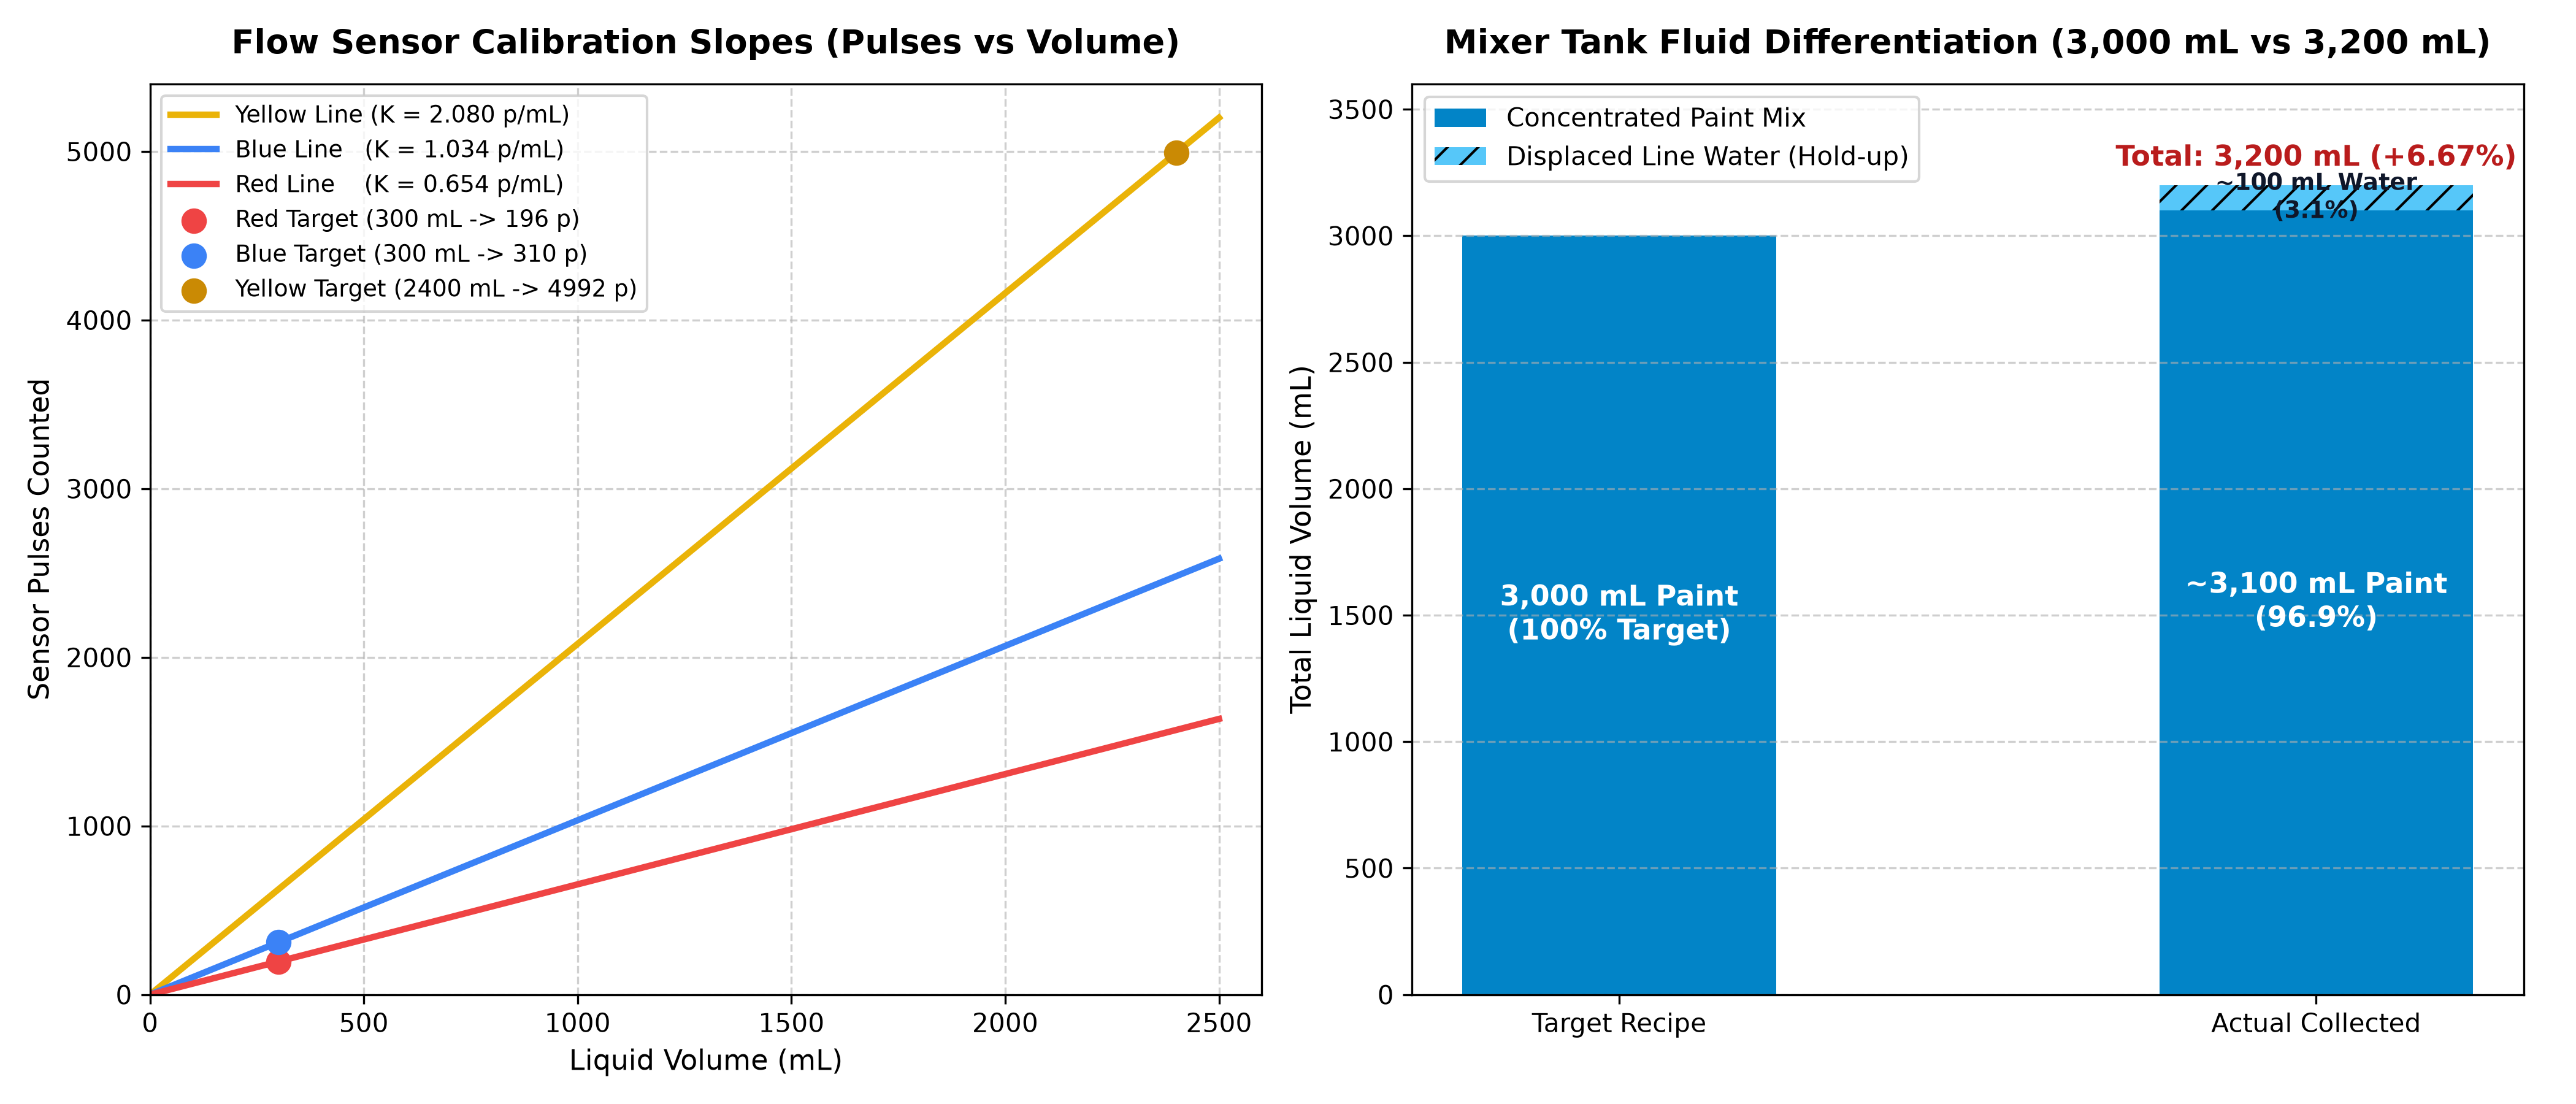 Flow Sensor Calibration Slopes (Pulses vs Volume)
Yellow Line (K = 2.080 p/mL)
Blue Line (K = 1.034 p/mL)
Red Line (K = 0.654 p/mL)
Red Target (300 mL -> 196 p)
Blue Target (300 mL -> 310 p)
Yellow Target (2400 mL -> 4992 p)
Sensor Pulses Counted
5000
4000
3000
2000
1000
0
0 500 1000 1500 2000 2500
Liquid Volume (mL)
Mixer Tank Fluid Differentiation (3,000 mL vs 3,200 mL)
Concentrated Paint Mix
Displaced Line Water (Hold-up)
Total Liquid Volume (mL)
3500
3000
2500
2000
1500
1000
500
0
Total: 3,200 mL (+6.67%)
~100 mL Water
(3.1%)
3,000 mL Paint
(100% Target)
~3,100 mL Paint
(96.9%)
Target Recipe Actual Collected